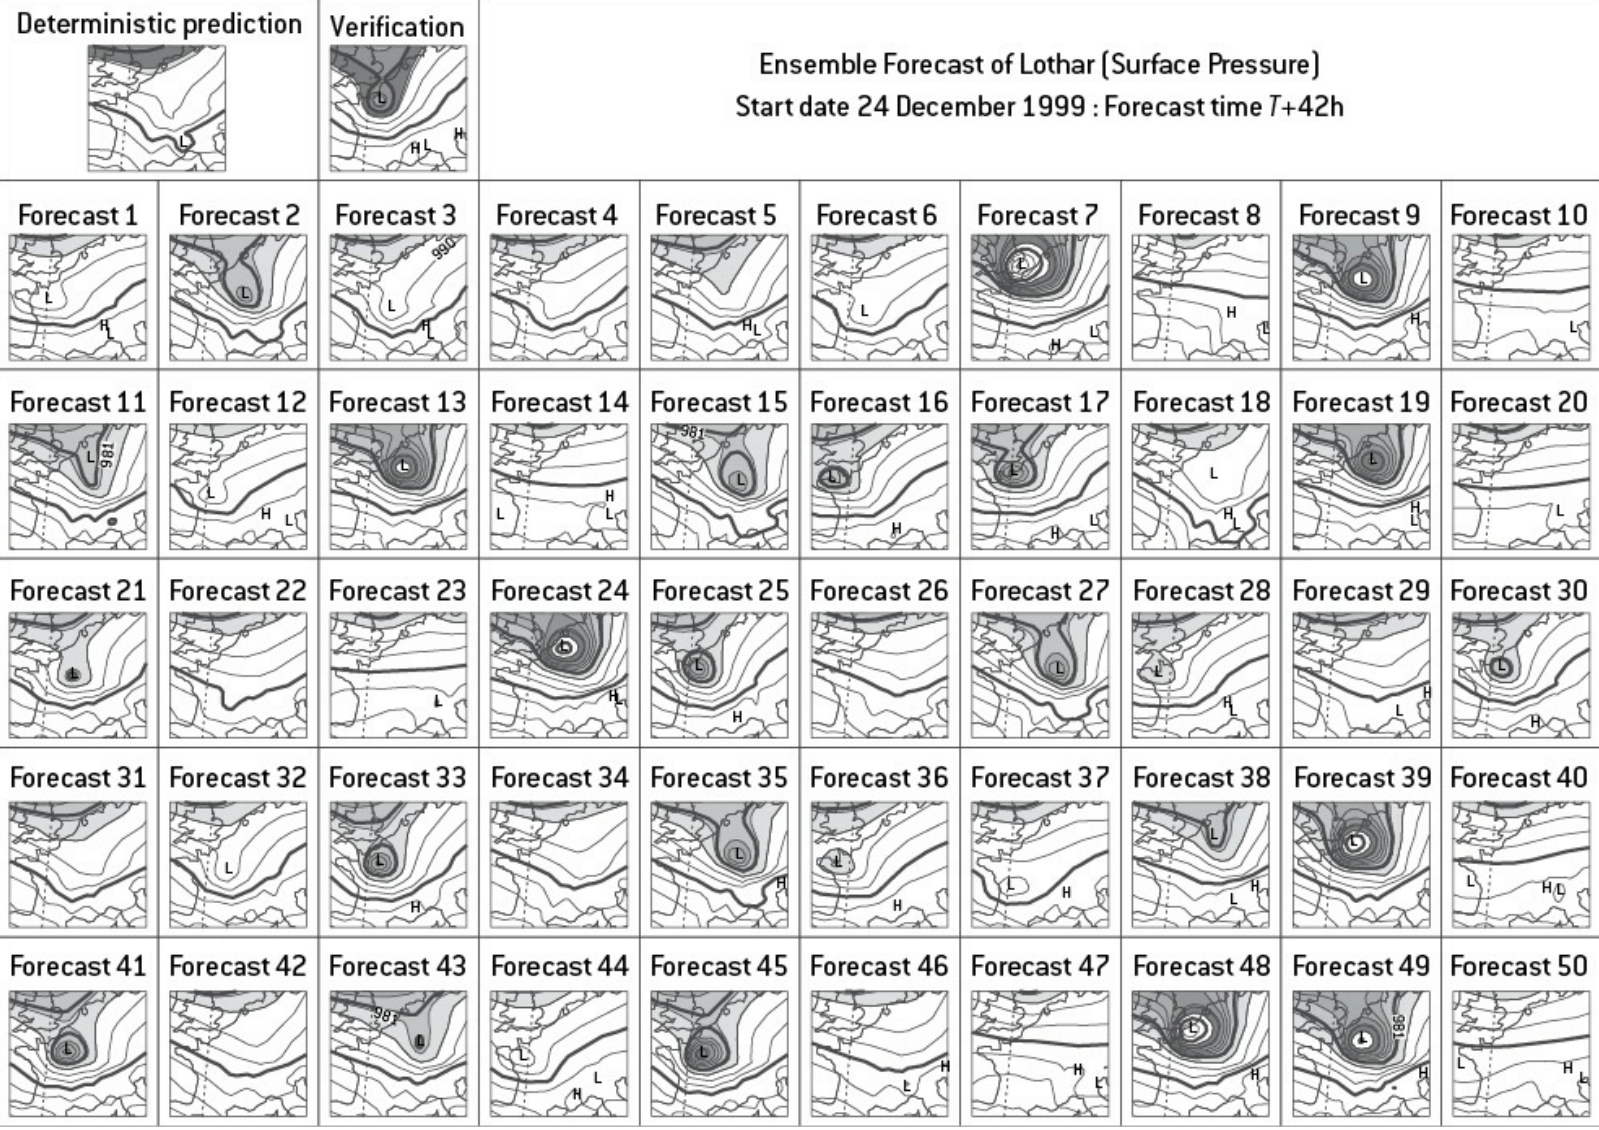 Deterministic prediction
Verification
Ensemble Forecast of Lothar (Surface Pressure)
Start date 24 December 1999 : Forecast time T+42h
L
L
H L
H
Forecast 1
Forecast 2
Forecast 3
Forecast 4
Forecast 5
Forecast 6
Forecast 7
Forecast 8
Forecast 9
Forecast 10
L
H
L
L
990
L
H
L
H L
L
L
L
H
H
L
L
H
L
Forecast 11
Forecast 12
Forecast 13
Forecast 14
Forecast 15
Forecast 16
Forecast 17
Forecast 18
Forecast 19
Forecast 20
L
981
L
H
L
L
L
H
L
981
L
L
H
L
L
H
L
H
L
L
H
L
L
Forecast 21
Forecast 22
Forecast 23
Forecast 24
Forecast 25
Forecast 26
Forecast 27
Forecast 28
Forecast 29
Forecast 30
L
L
L
H
L
L
H
L
L
H
L
H
L
L
H
Forecast 31
Forecast 32
Forecast 33
Forecast 34
Forecast 35
Forecast 36
Forecast 37
Forecast 38
Forecast 39
Forecast 40
L
L
H
L
H
L
H
L
H
L
H
L
L
L
H L
Forecast 41
Forecast 42
Forecast 43
Forecast 44
Forecast 45
Forecast 46
Forecast 47
Forecast 48
Forecast 49
Forecast 50
L
981
L
L
L
H
L
H
L
H
L
L
H
L
981
H
L
H
L